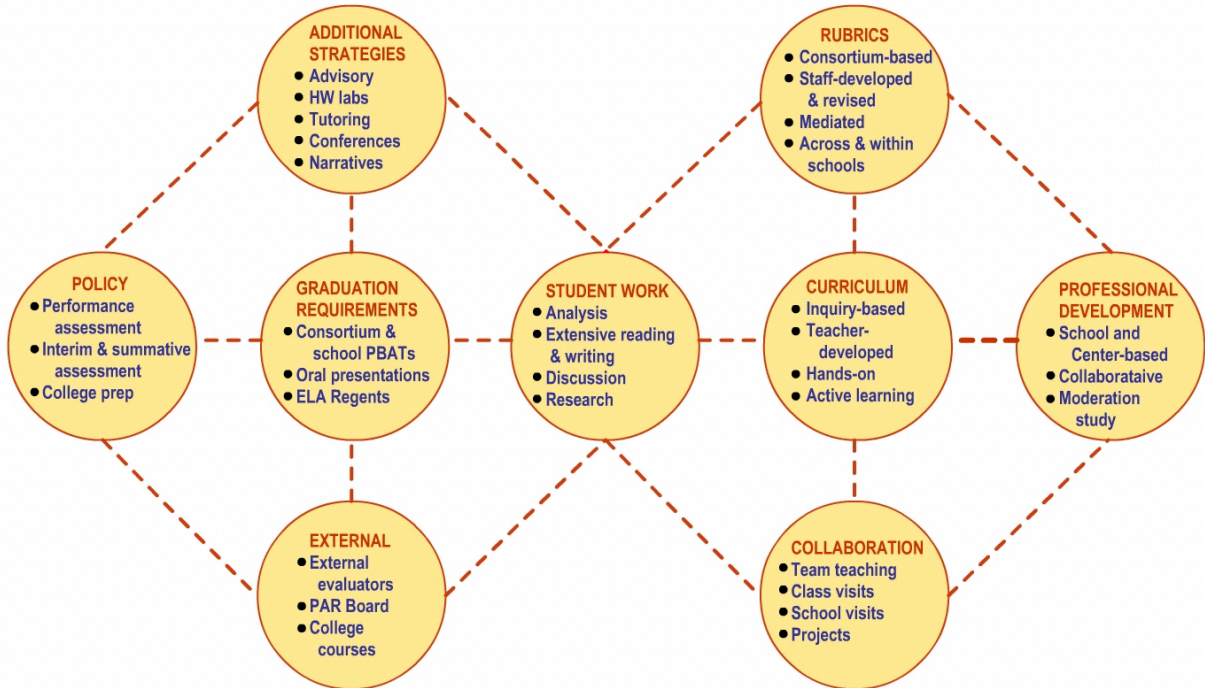 ADDITIONAL
STRATEGIES
● Advisory
● HW labs
● Tutoring
● Conferences
● Narratives
RUBRICS
● Consortium-based
● Staff-developed
& revised
● Mediated
● Across & within
schools
POLICY
● Performance
assessment
● Interim & summative
assessment
● College prep
GRADUATION
REQUIREMENTS
● Consortium &
school PBATs
● Oral presentations
● ELA Regents
STUDENT WORK
● Analysis
● Extensive reading
& writing
● Discussion
● Research
CURRICULUM
● Inquiry-based
● Teacher-
developed
● Hands-on
● Active learning
PROFESSIONAL
DEVELOPMENT
● School and
Center-based
● Collaborataive
● Moderation
study
EXTERNAL
● External
evaluators
● PAR Board
● College
courses
COLLABORATION
● Team teaching
● Class visits
● School visits
● Projects